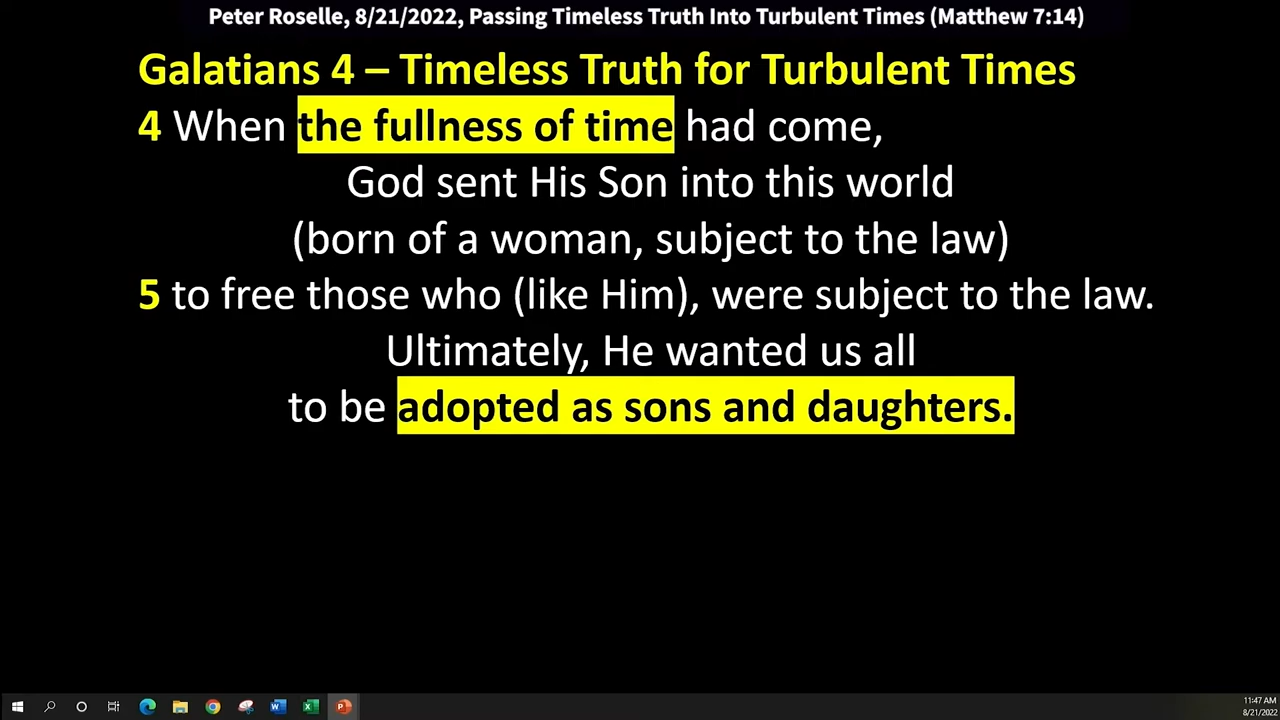 Peter Roselle, 8/21/2022, Passing Timeless Truth Into Turbulent Times (Matthew 7:14)
Galatians 4 – Timeless Truth for Turbulent Times
4 When the fullness of time had come,
God sent His Son into this world
(born of a woman, subject to the law)
5 to free those who (like Him), were subject to the law.
Ultimately, He wanted us all
to be adopted as sons and daughters.
11:47 AM
8/21/2022